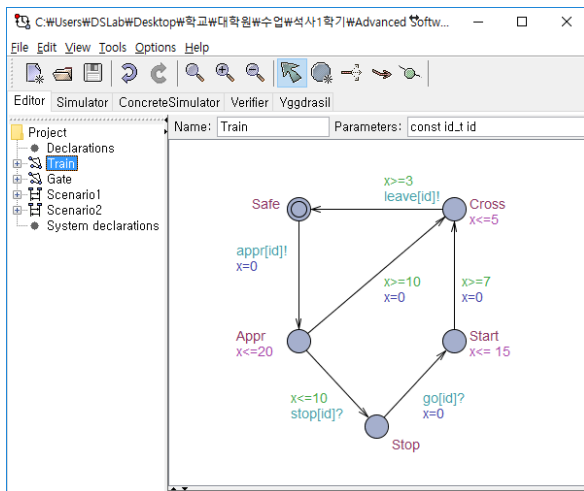 C:₩Users₩DSLab₩Desktop₩학교₩대학원₩수업₩석사1학기₩Advanced Softw...
File Edit View Tools Options Help
Editor Simulator ConcreteSimulator Verifier Yggdrasil
Project
Declarations
Train
Gate
Scenario1
Scenario2
System declarations
Name: Train Parameters: const id_t id
x>=3
Safe leave[id]! Cross
x<=5
appr[id]!
x=0
x>=10 x>=7
x=0 x=0
Appr Start
x<=20 x<= 15
x<=10 go[id]?
stop[id]? x=0
Stop